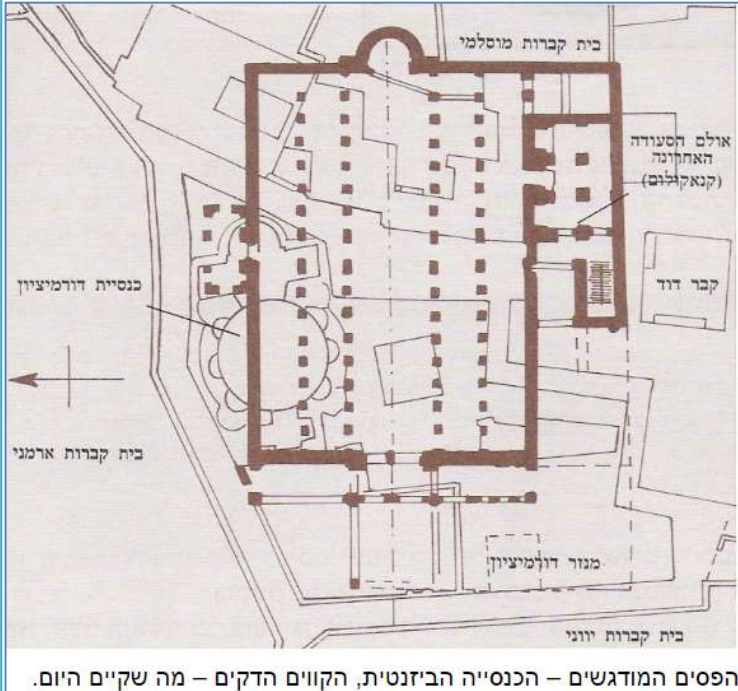 בית קברות מוסלמי
אולם הסעודה
האחרונה
(קנאקולום)
קבר דוד
כנסיית דורמיציון
בית קברות ארמני
מנזר דורמיציון
בית קברות יווני
הפסים המודגשים – הכנסייה הביזנטית, הקווים הדקים – מה שקיים היום.